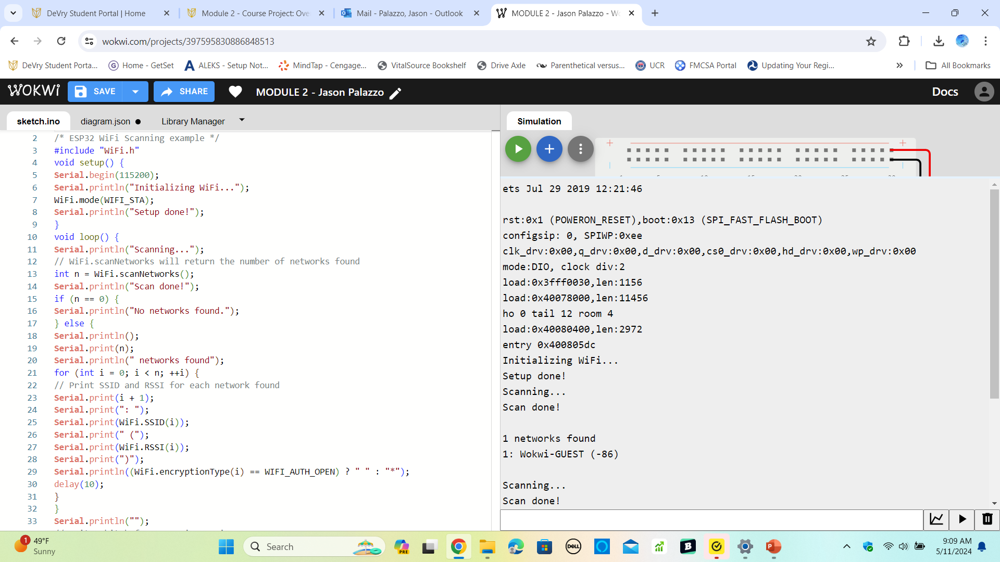 DeVry Student Portal | Home
Module 2 - Course Project: Ove
Mail - Palazzo, Jason - Outlook
MODULE 2 - Jason Palazzo - Wo
wokwi.com/projects/397595830886848513
DeVry Student Porta...
Home - GetSet
ALEKS - Setup Not...
MindTap - Cengage...
VitalSource Bookshelf
Drive Axle
Parenthetical versus...
UCR
FMCSA Portal
Updating Your Regi...
All Bookmarks
WOKWi
SAVE
SHARE
MODULE 2 - Jason Palazzo
Docs
sketch.ino
diagram.json
Library Manager
2 /* ESP32 WiFi Scanning example */
3 #include "WiFi.h"
4 void setup() {
5 Serial.begin(115200);
6 Serial.println("Initializing WiFi...");
7 WiFi.mode(WIFI_STA);
8 Serial.println("Setup done!");
9 }
10 void loop() {
11 Serial.println("Scanning...");
12 // WiFi.scanNetworks will return the number of networks found
13 int n = WiFi.scanNetworks();
14 Serial.println("Scan done!");
15 if (n == 0) {
16 Serial.println("No networks found.");
17 } else {
18 Serial.println();
19 Serial.print(n);
20 Serial.println(" networks found");
21 for (int i = 0; i < n; ++i) {
22 // Print SSID and RSSI for each network found
23 Serial.print(i + 1);
24 Serial.print(": ");
25 Serial.print(WiFi.SSID(i));
26 Serial.print(" (");
27 Serial.print(WiFi.RSSI(i));
28 Serial.print(")");
29 Serial.println((WiFi.encryptionType(i) == WIFI_AUTH_OPEN) ? " " : "*");
30 delay(10);
31 }
32 }
33 Serial.println("");
Simulation
ets Jul 29 2019 12:21:46
rst:0x1 (POWERON_RESET),boot:0x13 (SPI_FAST_FLASH_BOOT)
configsip: 0, SPIWP:0xee
clk_drv:0x00,q_drv:0x00,d_drv:0x00,cs0_drv:0x00,hd_drv:0x00,wp_drv:0x00
mode:DIO, clock div:2
load:0x3fff0030,len:1156
load:0x40078000,len:11456
ho 0 tail 12 room 4
load:0x40080400,len:2972
entry 0x400805dc
Initializing WiFi...
Setup done!
Scanning...
Scan done!
1 networks found
1: Wokwi-GUEST (-86)
Scanning...
Scan done!
1
49°F
Sunny
Search
PRE
DELL
B
9:09 AM
5/11/2024